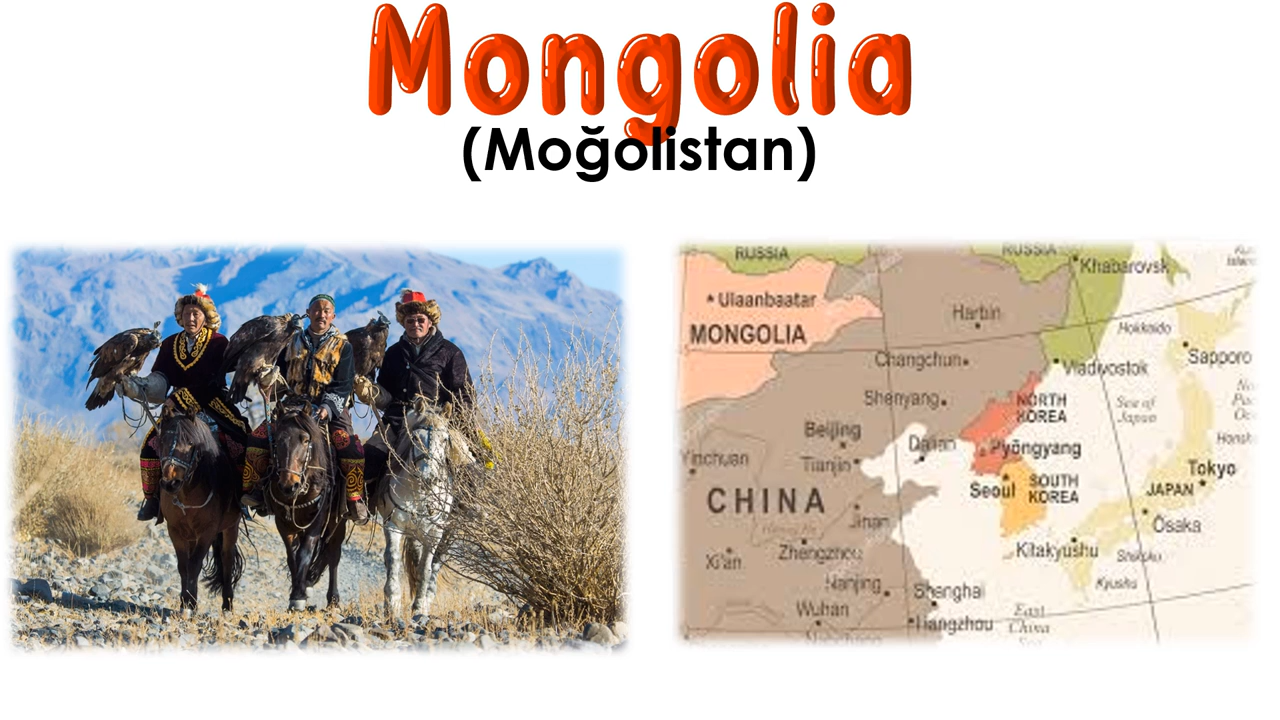 Mongolia
(Moğolistan)
RUSSIA
RUSSIA
Khabarovsk
Ulaanbaatar
MONGOLIA
Harbin
Hokkaido
Changchun
Vladivostok
Sapporo
Shenyang
NORTH
KOREA
Sea of
Japan
Beijing
Dalian
Pyŏngyang
Yinchuan
Tianjin
Tokyo
CHINA
Seoul
SOUTH
KOREA
JAPAN
Jinan
Ōsaka
Xi'an
Zhengzhou
Kitakyushu
Shikoku
Nanjing
Shanghai
Kyushu
Wuhan
Hangzhou
East
China